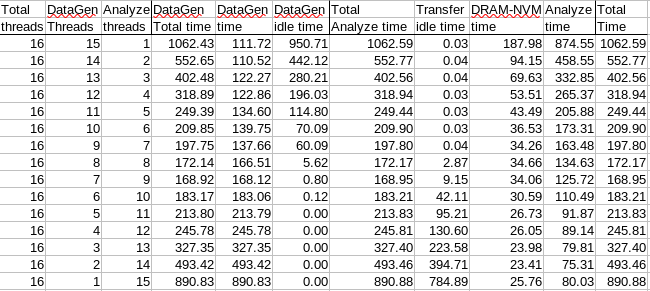 Total DataGen Analyze DataGen DataGen DataGen Total Transfer DRAM-NVM Analyze Total
threads Threads threads Total time time idle time Analyze time idle time time time Time
16 15 1 1062.43 111.72 950.71 1062.59 0.03 187.98 874.55 1062.59
16 14 2 552.65 110.52 442.12 552.77 0.04 94.15 458.55 552.77
16 13 3 402.48 122.27 280.21 402.56 0.04 69.63 332.85 402.56
16 12 4 318.89 122.86 196.03 318.94 0.03 53.51 265.37 318.94
16 11 5 249.39 134.60 114.80 249.44 0.03 43.49 205.88 249.44
16 10 6 209.85 139.75 70.09 209.90 0.03 36.53 173.31 209.90
16 9 7 197.75 137.66 60.09 197.80 0.04 34.26 163.48 197.80
16 8 8 172.14 166.51 5.62 172.17 2.87 34.66 134.63 172.17
16 7 9 168.92 168.12 0.80 168.95 9.15 34.06 125.72 168.95
16 6 10 183.17 183.06 0.12 183.21 42.11 30.59 110.49 183.21
16 5 11 213.80 213.79 0.00 213.83 95.21 26.73 91.87 213.83
16 4 12 245.78 245.78 0.00 245.81 130.60 26.05 89.14 245.81
16 3 13 327.35 327.35 0.00 327.40 223.58 23.98 79.81 327.40
16 2 14 493.42 493.42 0.00 493.46 394.71 23.41 75.31 493.46
16 1 15 890.83 890.83 0.00 890.88 784.89 25.76 80.03 890.88